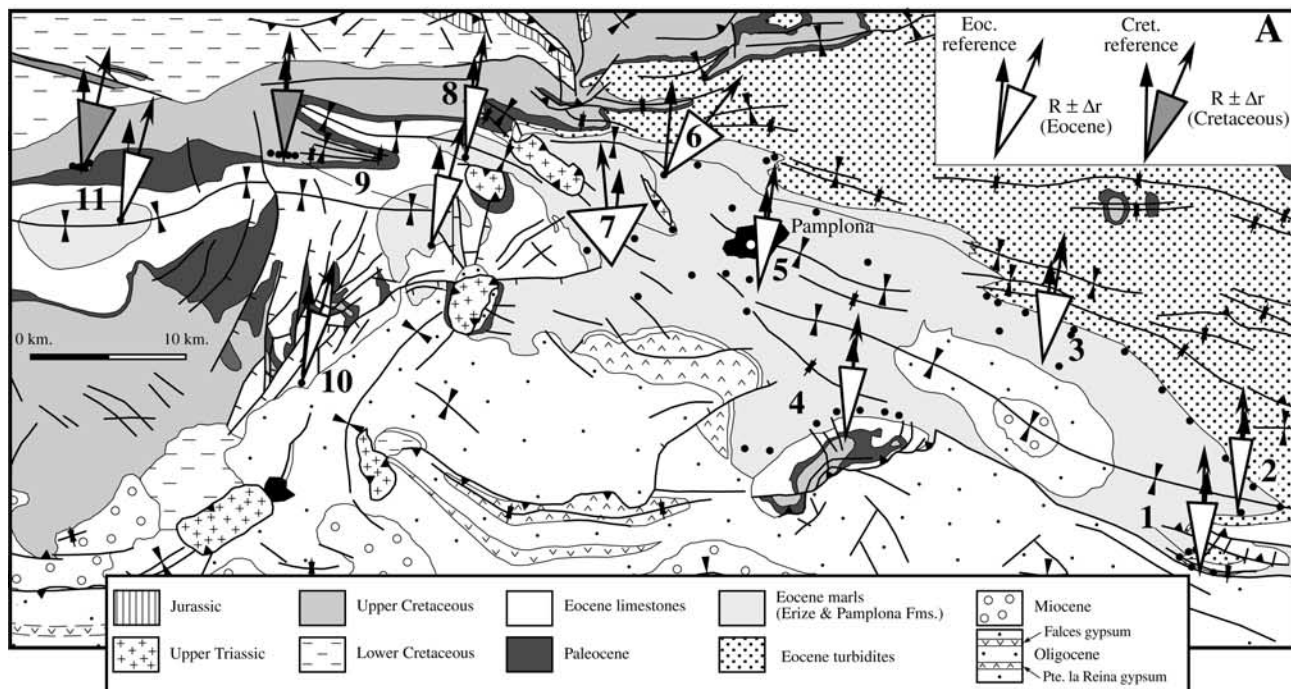 A
Eoc.
reference
Cret.
reference
R ± Δr
(Eocene)
R ± Δr
(Cretaceous)
8
6
9
11
7
Pamplona
5
0 km.
10 km.
3
10
4
2
1
Jurassic
Upper Cretaceous
Eocene limestones
Eocene marls
(Erize & Pamplona Fms.)
Miocene
Upper Triassic
Lower Cretaceous
Paleocene
Eocene turbidites
Falces gypsum
Oligocene
Pte. la Reina gypsum